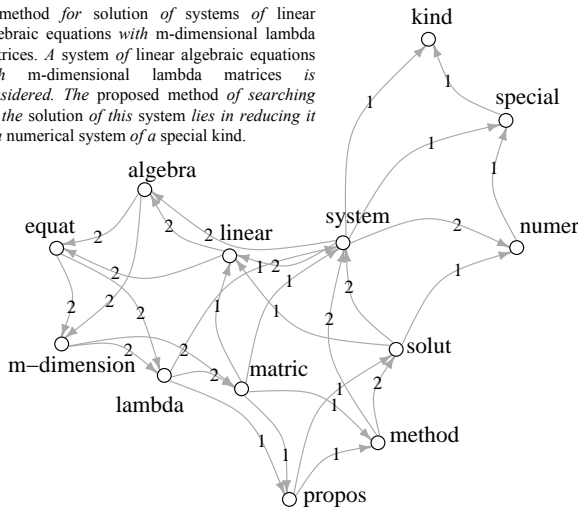 method for solution of systems of linear
ebraic equations with m-dimensional lambda
trices. A system of linear algebraic equations
h m-dimensional lambda matrices is
sidered. The proposed method of searching
the solution of this system lies in reducing it
a numerical system of a special kind.
kind
1
1
special
1
1
algebra
system
equat
linear
numer
2
2
2
2
1 2
2
1
1
2
2
2
2
1
1
2
solut
2
2
m−dimension
matric
2
lambda
1
2
1
method
1
1
1
propos